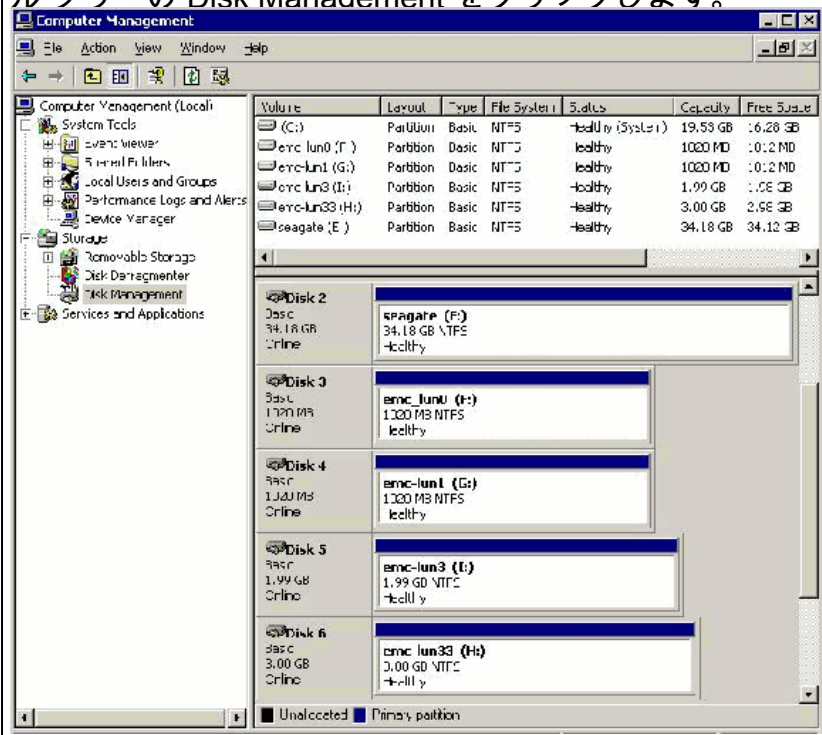 ルツリーの Disk Management をクリックします。
Computer Management
File Action View Window Help
Computer Management (Local)
System Tools
Event Viewer
Shared Folders
Local Users and Groups
Performance Logs and Alerts
Device Manager
Storage
Removable Storage
Disk Defragmenter
Disk Management
Services and Applications
Volume Layout Type File System Status Capacity Free Space
(C:) Partition Basic NTFS Healthy (System) 19.53 GB 16.28 GB
emc_lun0 (F:) Partition Basic NTFS Healthy 1020 MB 1012 MB
emc-lun1 (G:) Partition Basic NTFS Healthy 1020 MB 1012 MB
emc-lun3 (I:) Partition Basic NTFS Healthy 1.99 GB 1.98 GB
emc-lun33 (H:) Partition Basic NTFS Healthy 3.00 GB 2.98 GB
seagate (E:) Partition Basic NTFS Healthy 34.18 GB 34.12 GB
Disk 2
Basic
34.18 GB
Online
seagate (E:)
34.18 GB NTFS
Healthy
Disk 3
Basic
1020 MB
Online
emc_lun0 (F:)
1020 MB NTFS
Healthy
Disk 4
Basic
1020 MB
Online
emc-lun1 (G:)
1020 MB NTFS
Healthy
Disk 5
Basic
1.99 GB
Online
emc-lun3 (I:)
1.99 GB NTFS
Healthy
Disk 6
Basic
3.00 GB
Online
emc-lun33 (H:)
3.00 GB NTFS
Healthy
Unallocated Primary partition